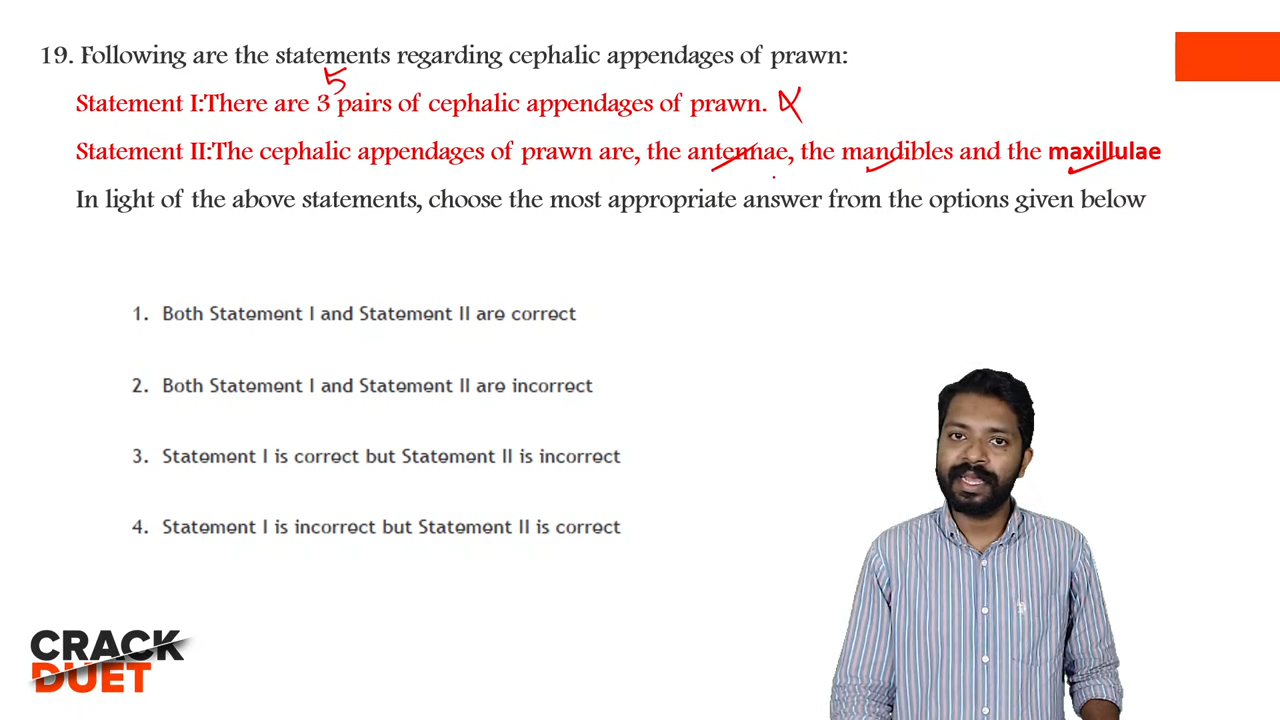 19. Following are the statements regarding cephalic appendages of prawn:
5
Statement I:There are 3 pairs of cephalic appendages of prawn.
Statement II:The cephalic appendages of prawn are, the antennae, the mandibles and the maxillulae
In light of the above statements, choose the most appropriate answer from the options given below
1. Both Statement I and Statement II are correct
2. Both Statement I and Statement II are incorrect
3. Statement I is correct but Statement II is incorrect
4. Statement I is incorrect but Statement II is correct
CRACK
DUET